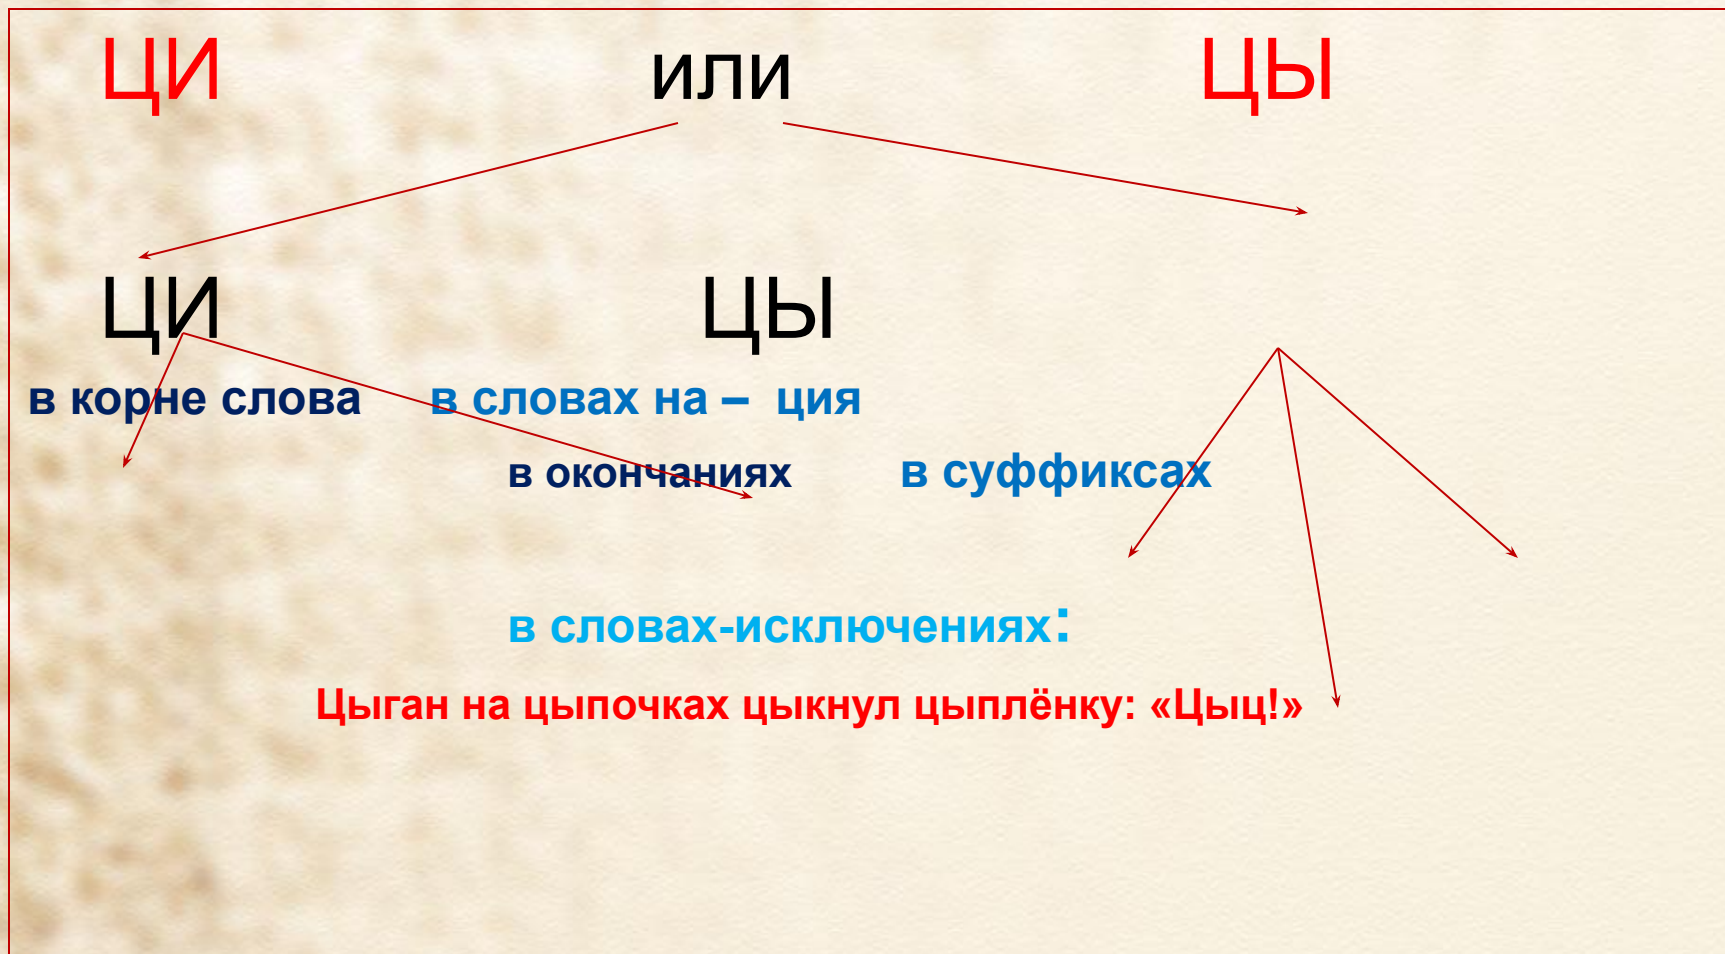 ЦИ или ЦЫ
ЦИ ЦЫ
в корне слова в словах на – ция
в окончаниях в суффиксах
в словах-исключениях:
Цыган на цыпочках цыкнул цыплёнку: «Цыц!»